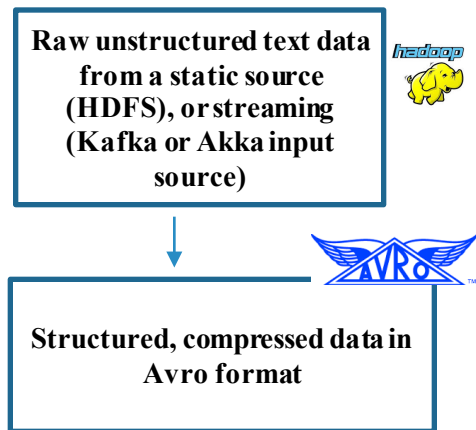 Raw unstructured text data
from a static source
(HDFS), or streaming
(Kafka or Akka input
source)
hadoop
AVRO
TM
Structured, compressed data in
Avro format